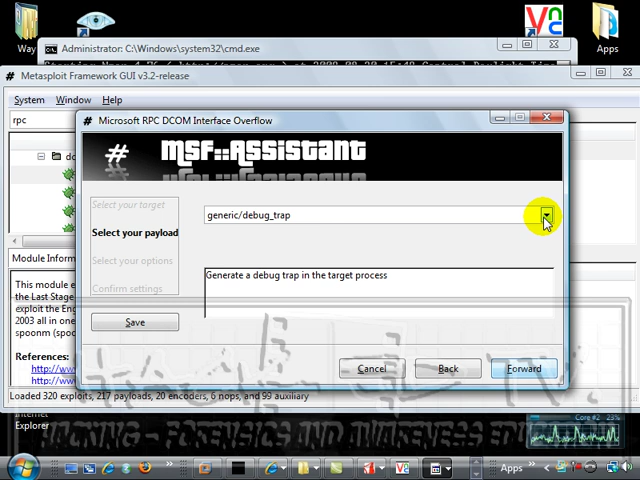 Way
VNC
Apps
Administrator: C:\Windows\system32\cmd.exe
Metasploit Framework GUI v3.2-release
System Window Help
rpc
Microsoft RPC DCOM Interface Overflow
# MSF::Assistant
Select your target
generic/debug_trap
Select your payload
Select your options
Generate a debug trap in the target process
Confirm settings
Save
Cancel Back Forward
Module Inform
This module e
the Last Stage
exploit the Eng
2003 all in one
spoonm (spoo
References:
http://ww
http://ww
Loaded 320 exploits, 217 payloads, 20 encoders, 6 nops, and 99 auxiliary
Internet
Explorer
Core #2 23%
HACKING - FORENSICS AND AWARENESS
Apps